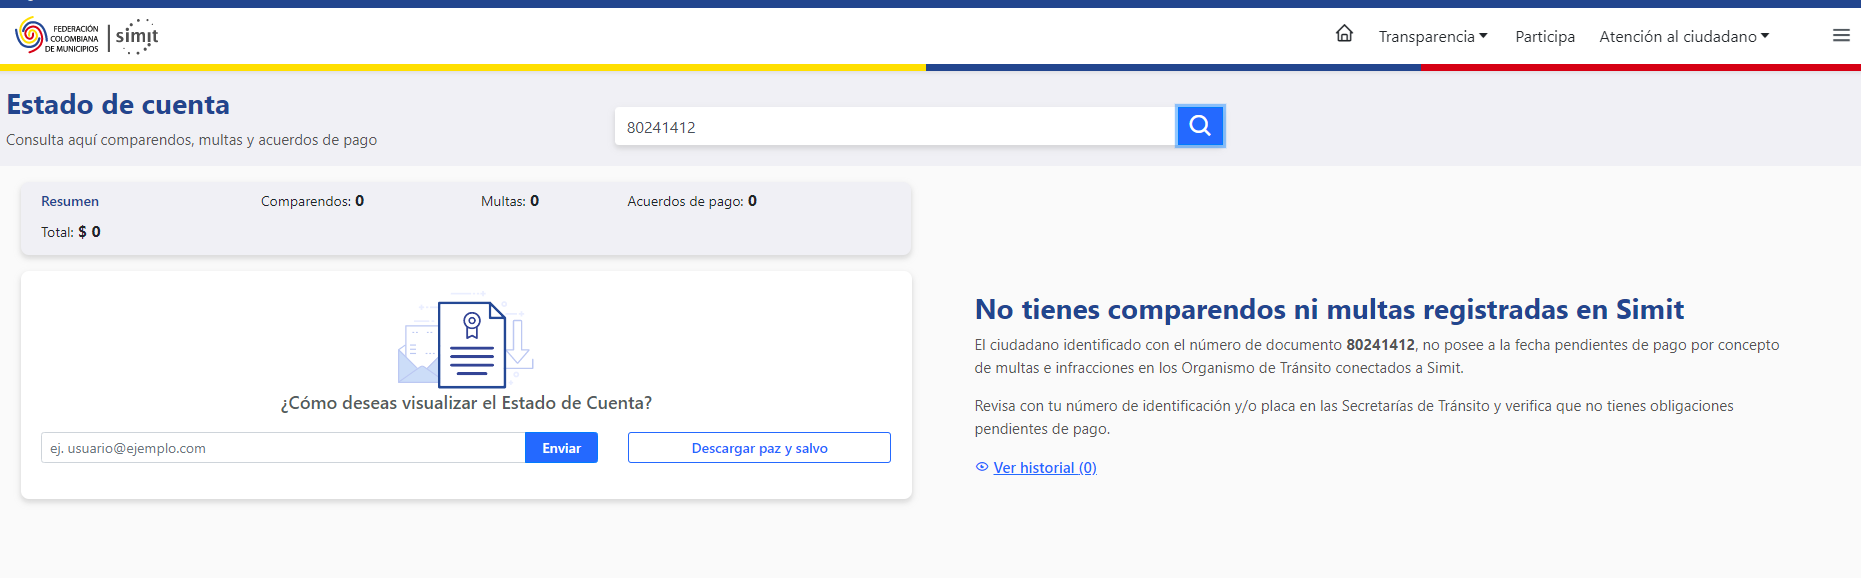 FEDERACIÓN
COLOMBIANA
DE MUNICIPIOS
simit
Transparencia
Participa
Atención al ciudadano
Estado de cuenta
Consulta aquí comparendos, multas y acuerdos de pago
80241412
Resumen
Comparendos: 0
Multas: 0
Acuerdos de pago: 0
Total: $ 0
¿Cómo deseas visualizar el Estado de Cuenta?
ej. usuario@ejemplo.com
Enviar
Descargar paz y salvo
No tienes comparendos ni multas registradas en Simit
El ciudadano identificado con el número de documento 80241412, no posee a la fecha pendientes de pago por concepto
de multas e infracciones en los Organismo de Tránsito conectados a Simit.
Revisa con tu número de identificación y/o placa en las Secretarías de Tránsito y verifica que no tienes obligaciones
pendientes de pago.
Ver historial (0)